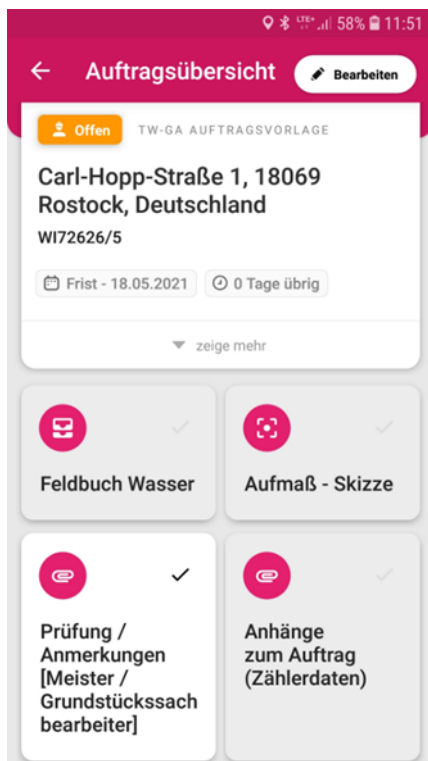 LTE+ 58% 11:51
Auftragsübersicht Bearbeiten
Offen TW-GA AUFTRAGSVORLAGE
Carl-Hopp-Straße 1, 18069
Rostock, Deutschland
WI72626/5
Frist - 18.05.2021 0 Tage übrig
zeige mehr
Feldbuch Wasser
Aufmaß - Skizze
Prüfung /
Anmerkungen
[Meister /
Grundstückssach
bearbeiter]
Anhänge
zum Auftrag
(Zählerdaten)